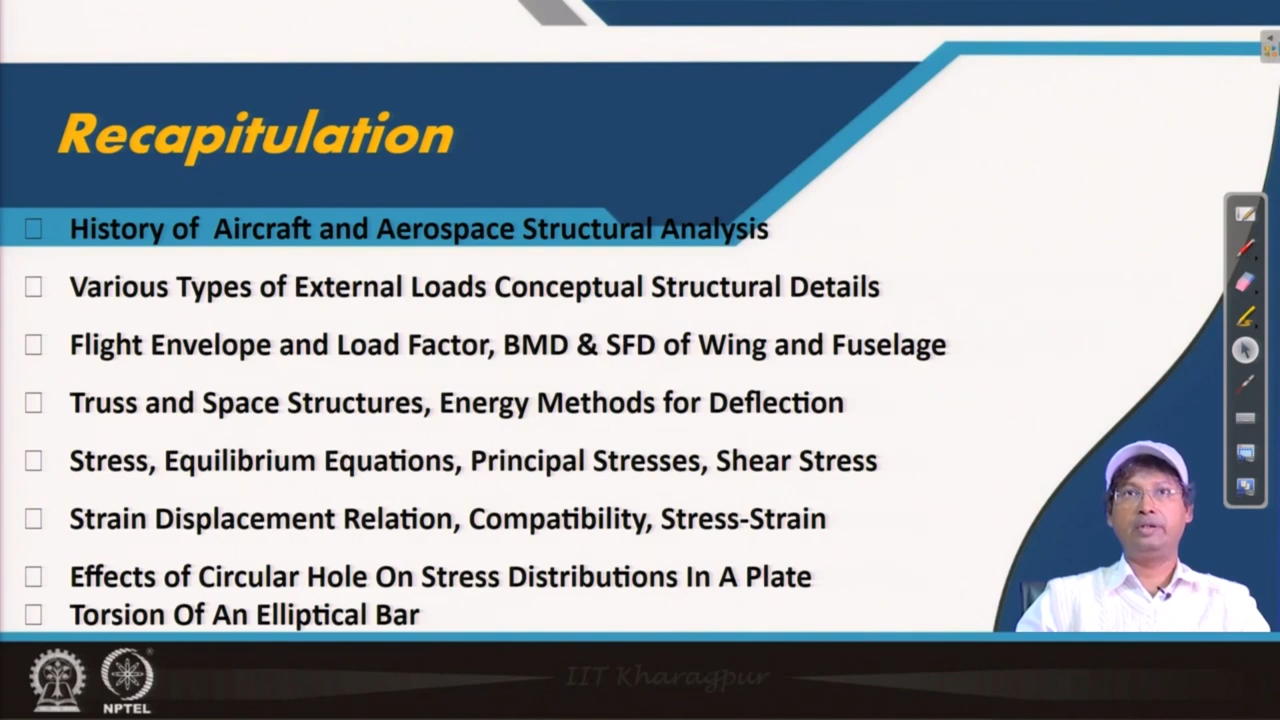 Recapitulation
History of Aircraft and Aerospace Structural Analysis
Various Types of External Loads Conceptual Structural Details
Flight Envelope and Load Factor, BMD & SFD of Wing and Fuselage
Truss and Space Structures, Energy Methods for Deflection
Stress, Equilibrium Equations, Principal Stresses, Shear Stress
Strain Displacement Relation, Compatibility, Stress-Strain
Effects of Circular Hole On Stress Distributions In A Plate
Torsion Of An Elliptical Bar
IIT Kharagpur
NPTEL